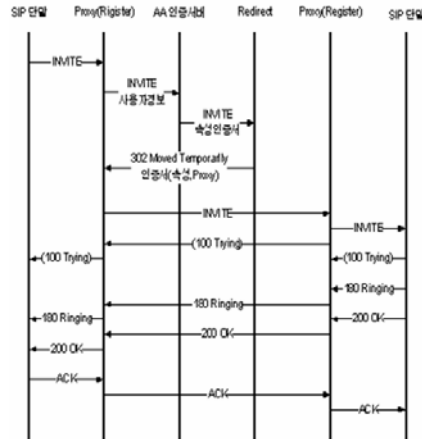 SIP 단말 Proxy(Rigister) AA 인증서버 Redirect Proxy(Register) SIP 단말
INVITE
INVITE
사용자정보
INVITE
속성인증서
302 Moved Temporarily
인증서(속성,Proxy)
INVITE
INVITE
(100 Trying)
(100 Trying)
(100 Trying)
180 Ringing
180 Ringing
180 Ringing
200 OK
200 OK
200 OK
ACK
ACK
ACK